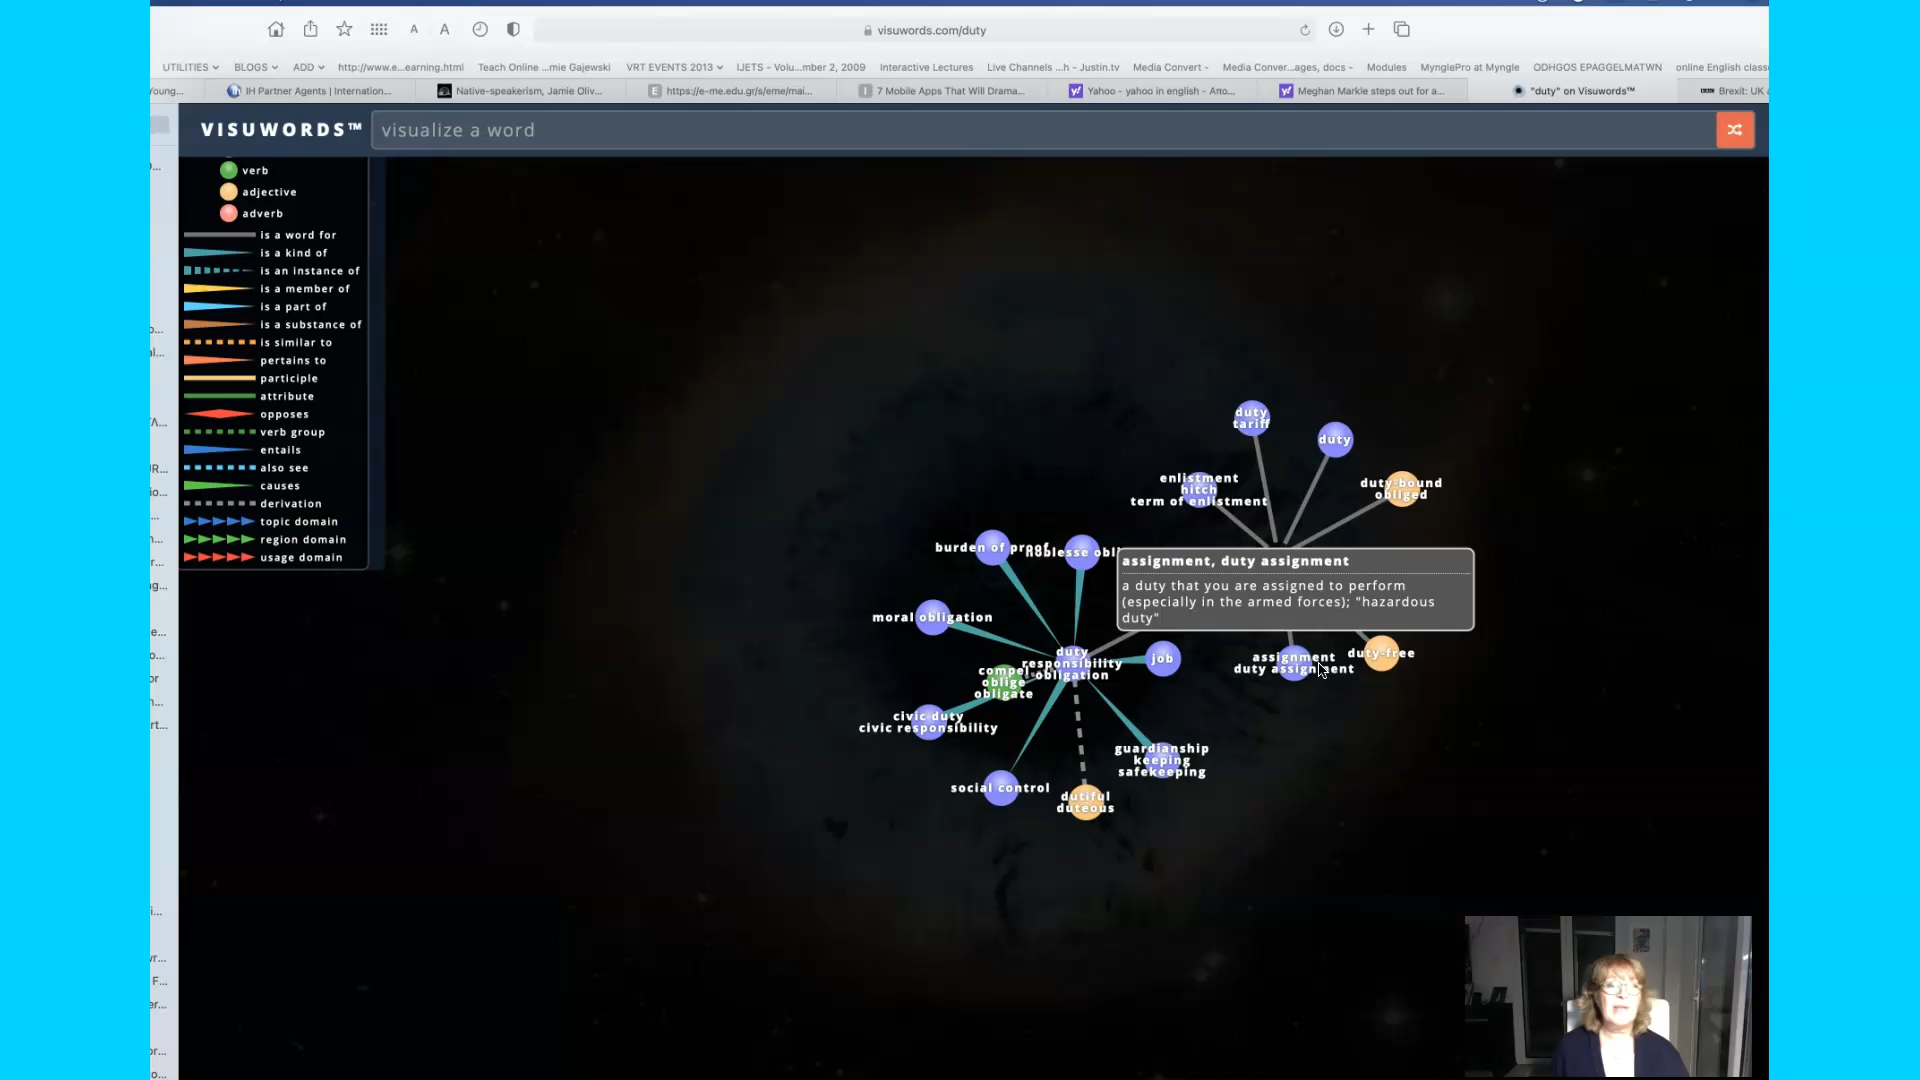 visuwords.com/duty
UTILITIES
BLOGS
ADD
http://www.e...earning.html
Teach Online ...mie Gajewski
VRT EVENTS 2013
IJETS - Volu...mber 2, 2009
Interactive Lectures
Live Channels ...h - Justin.tv
Media Convert -
Media Conver...ages, docs -
Modules
MynglePro at Myngle
ODHGOS EPAGGELMATWN
online English class
Young...
IH Partner Agents | Internation...
Native-speakerism, Jamie Oliv...
https://e-me.edu.gr/s/eme/mai...
7 Mobile Apps That Will Drama...
Yahoo - yahoo in english - Απο...
Meghan Markle steps out for a...
"duty" on Visuwords™
Brexit: UK
VISUWORDS™
visualize a word
verb
adjective
adverb
is a word for
is a kind of
is an instance of
is a member of
is a part of
is a substance of
is similar to
pertains to
participle
attribute
opposes
verb group
entails
also see
causes
derivation
topic domain
region domain
usage domain
duty
tariff
duty
duty-bound
obliged
enlistment
hitch
term of enlistment
burden of proof
noblesse obli
assignment, duty assignment
a duty that you are assigned to perform
(especially in the armed forces); "hazardous
duty"
moral obligation
duty
responsibility
obligation
job
assignment
duty assignment
duty-free
compel
oblige
obligate
civic duty
civic responsibility
guardianship
keeping
safekeeping
social control
dutiful
duteous